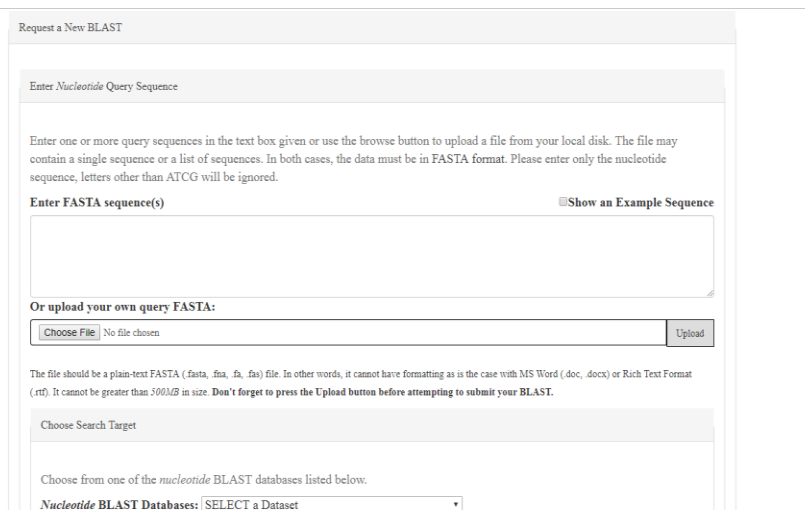 Request a New BLAST
Enter Nucleotide Query Sequence
Enter one or more query sequences in the text box given or use the browse button to upload a file from your local disk. The file may
contain a single sequence or a list of sequences. In both cases, the data must be in FASTA format. Please enter only the nucleotide
sequence, letters other than ATCG will be ignored.
Enter FASTA sequence(s) Show an Example Sequence
Or upload your own query FASTA:
Choose File No file chosen Upload
The file should be a plain-text FASTA (.fasta, .fna, .fa, .fas) file. In other words, it cannot have formatting as is the case with MS Word (.doc, .docx) or Rich Text Format
(.rtf). It cannot be greater than 500MB in size. Don't forget to press the Upload button before attempting to submit your BLAST.
Choose Search Target
Choose from one of the nucleotide BLAST databases listed below.
Nucleotide BLAST Databases: SELECT a Dataset